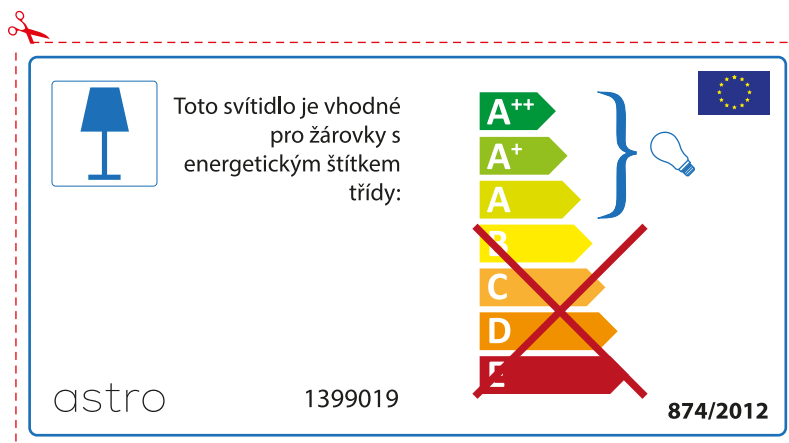 Toto svítidlo je vhodné
pro žárovky s
energetickým štítkem
třídy:
A++
A+
A
B
C
D
E
astro
1399019
874/2012